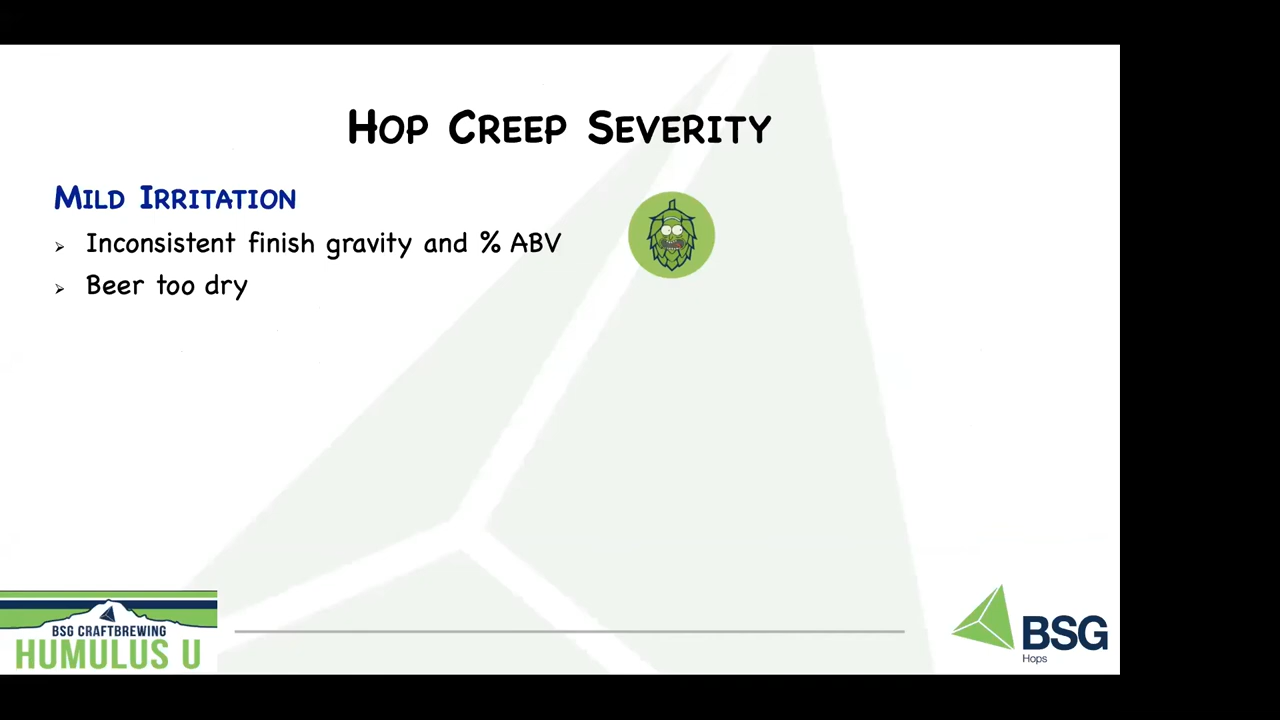 Hop Creep Severity
Mild Irritation
Inconsistent finish gravity and % ABV
Beer too dry
BSG CRAFTBREWING
HUMULUS U
BSG
Hops